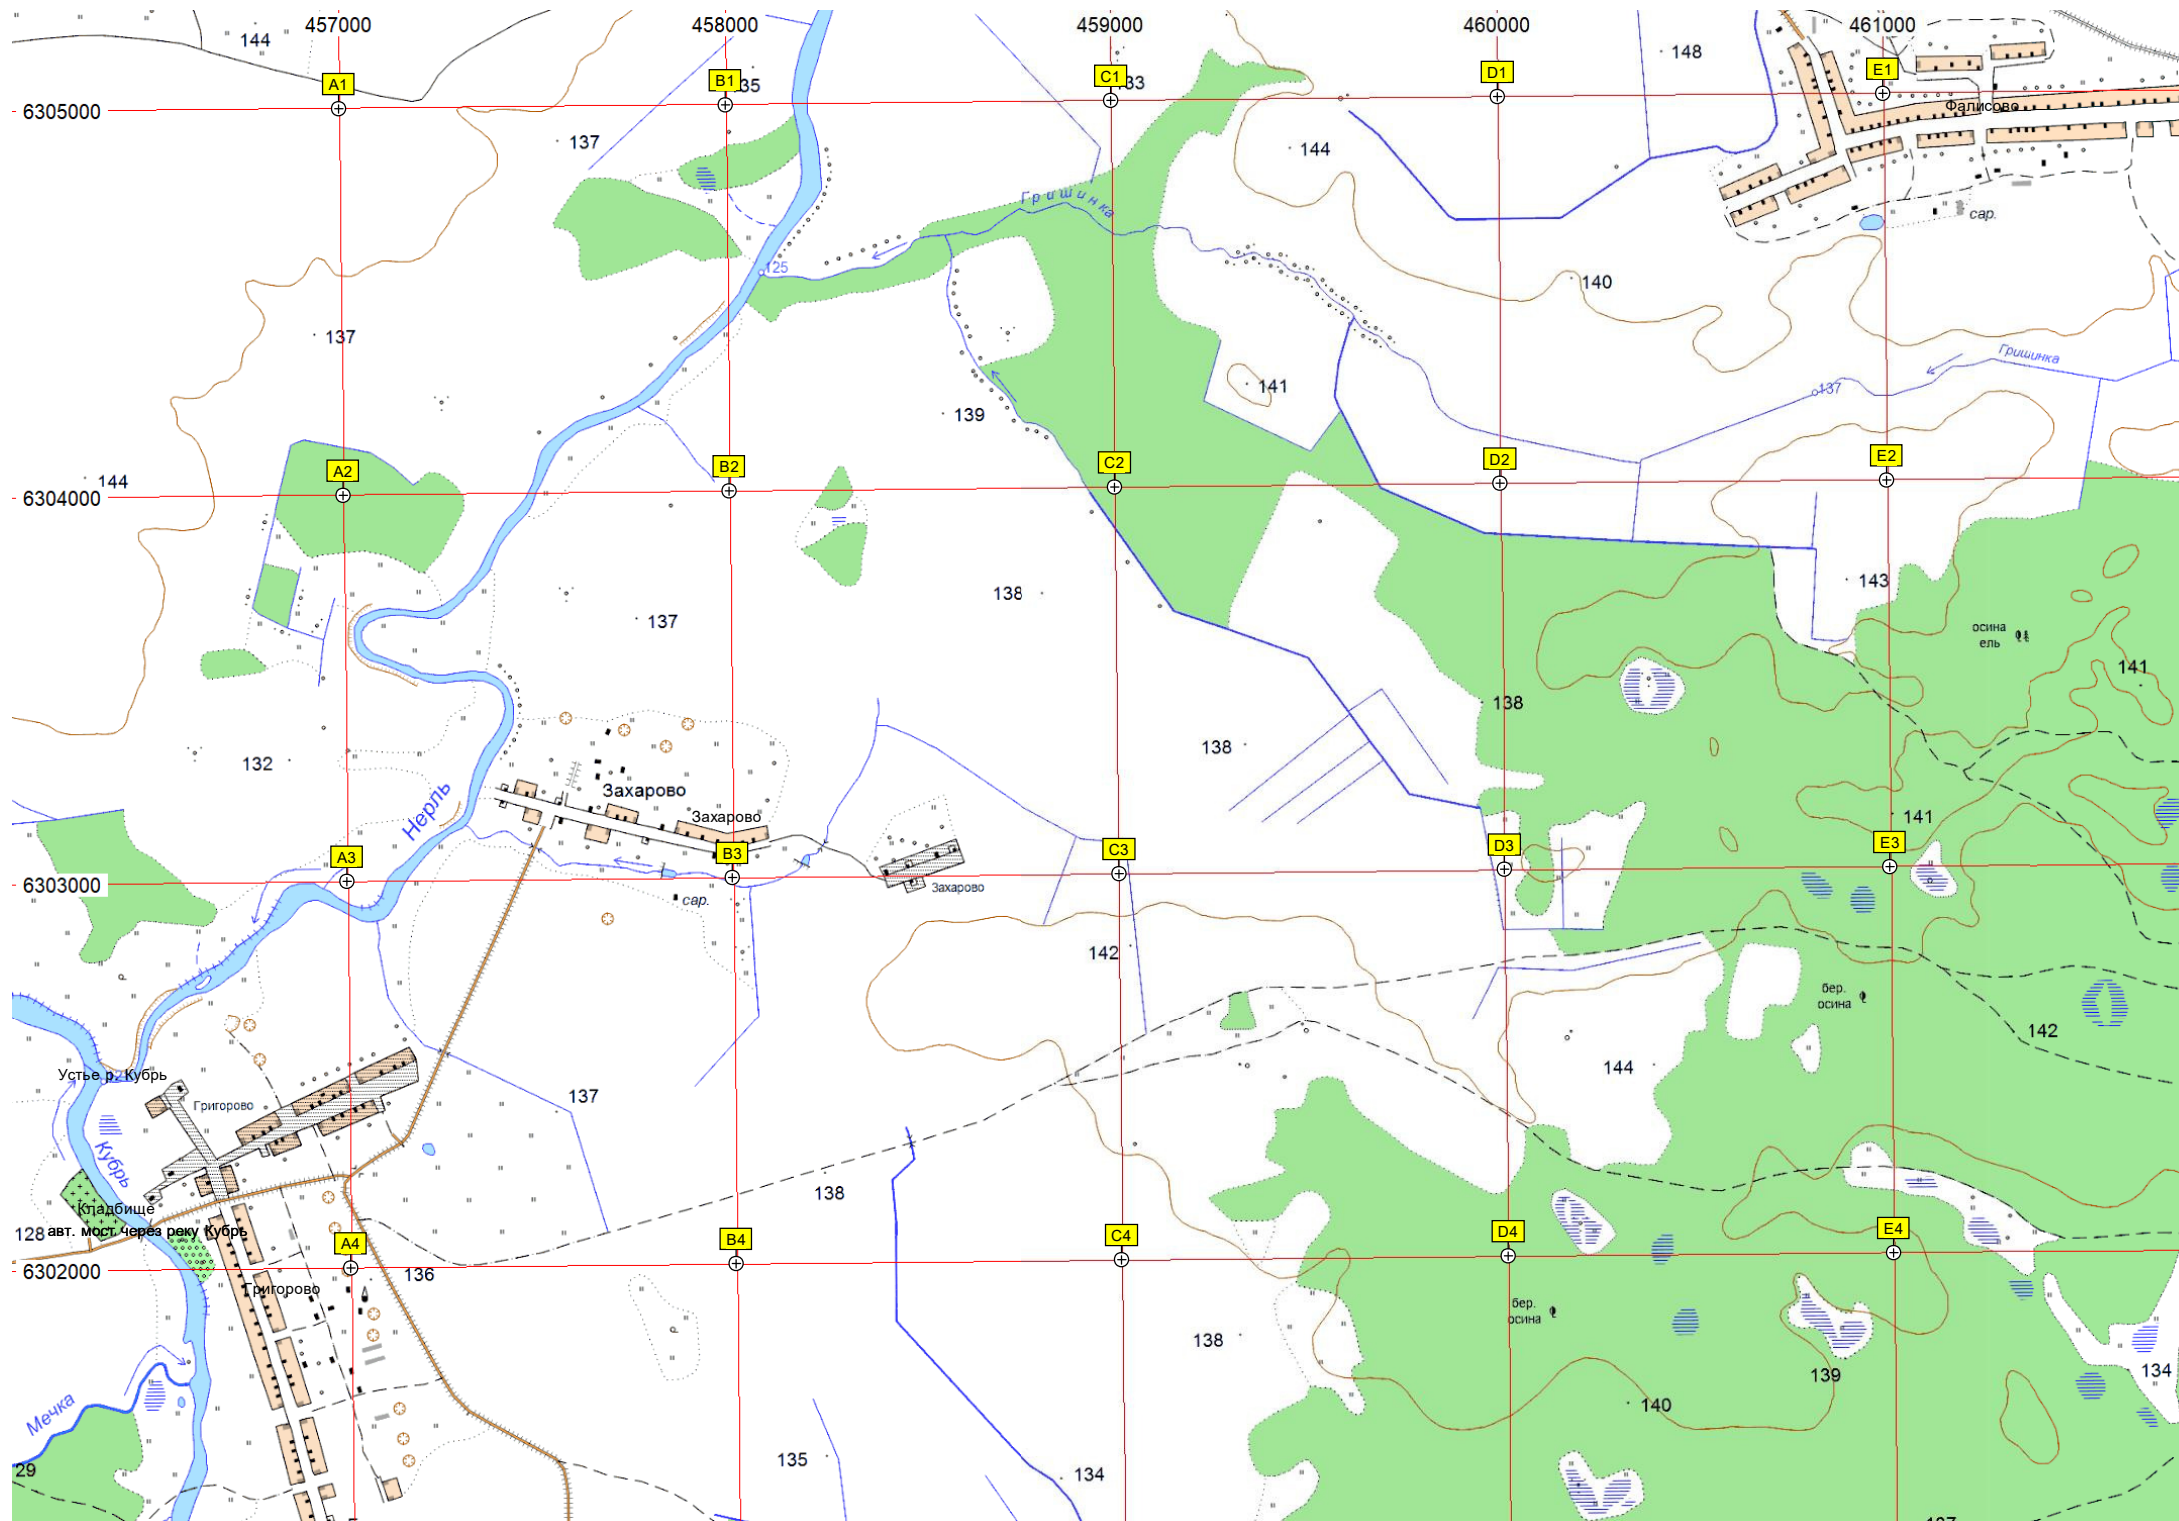 457000 458000 459000 460000 461000
144 148
A1 B1 C1 D1 E1
35 33
6305000 Фалисово
137 144
Гришинка
сар.
125 140
137
Гришинка
141 137
139
A2 B2 C2 D2 E2
144
6304000
143
138
137
осина
ель
141
138
138
132
Захарово
Нерль
Захарово
141
A3 B3 C3 D3 E3
6303000 Захарово
сар.
142
бер.
осина
142
Устье р. Кубрь 144
Григорово 137
Кубрь
138
Кладбище
128 авт. мост через реку Кубрь
A4 B4 C4 D4 E4
6302000 136
Григорово
бер.
осина
138
139 134
Мечка 140
29 135 134